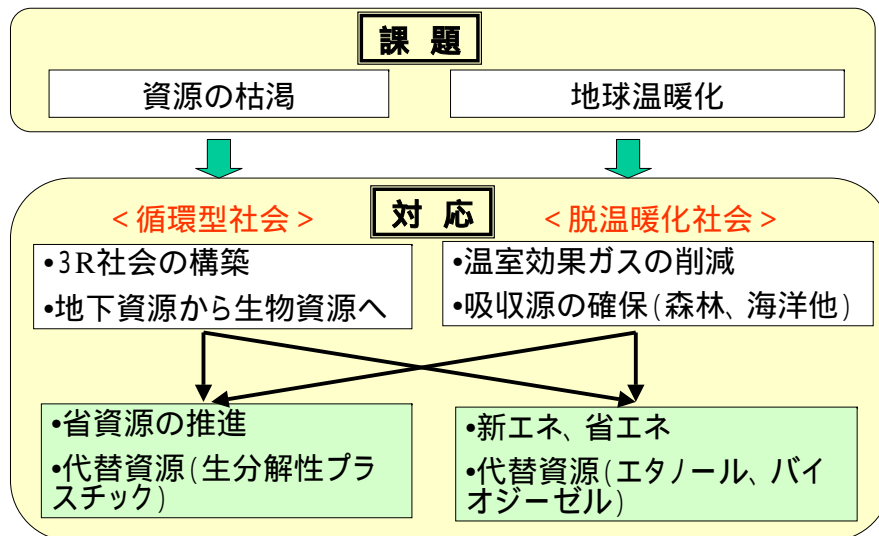 課 題
資源の枯渇
地球温暖化
対 応
<循環型社会>
<脱温暖化社会>
•3R社会の構築
•地下資源から生物資源へ
•温室効果ガスの削減
•吸収源の確保(森林、海洋他)
•省資源の推進
•代替資源(生分解性プラ
スチック)
•新エネ、省エネ
•代替資源(エタノール、バイ
オジーゼル)